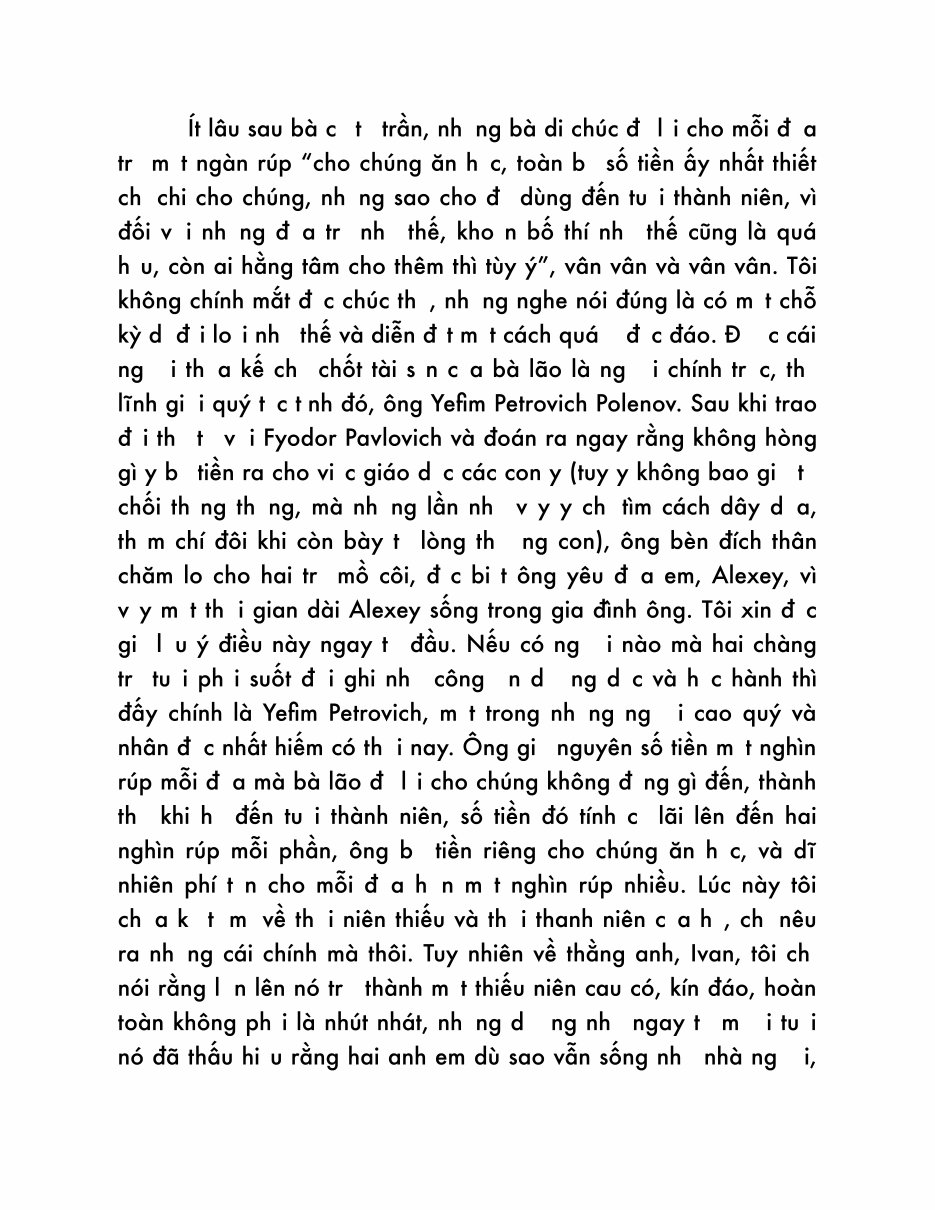 Ít lâu sau bà c t trần, nh ng bà di chúc đ l i cho mỗi đ a
tr m t ngàn rúp “cho chúng ăn h c, toàn b số tiền ấy nhất thiết
ch chi cho chúng, nh ng sao cho đ dùng đến tu i thành niên, vì
đối v i nh ng đ a tr nh thế, kho n bố thí nh thế cũng là quá
h u, còn ai hằng tâm cho thêm thì tùy ý”, vân vân và vân vân. Tôi
không chính mắt đ c chúc th , nh ng nghe nói đúng là có m t chỗ
kỳ d đ i lo i nh thế và diễn đ t m t cách quá đ c đáo. Đ c cái
ng i th a kế ch chốt tài s n c a bà lão là ng i chính tr c, th
lĩnh gi i quý t c t nh đó, ông Yefim Petrovich Polenov. Sau khi trao
đ i th t v i Fyodor Pavlovich và đoán ra ngay rằng không hòng
gì y b tiền ra cho vi c giáo d c các con y (tuy y không bao gi t
chối th ng th ng, mà nh ng lần nh v y y ch tìm cách dây d a,
th m chí đôi khi còn bày t lòng th ng con), ông bèn đích thân
chăm lo cho hai tr mồ côi, đ c bi t ông yêu đ a em, Alexey, vì
v y m t th i gian dài Alexey sống trong gia đình ông. Tôi xin đ c
gi l u ý điều này ngay t đầu. Nếu có ng i nào mà hai chàng
tr tu i ph i suốt đ i ghi nh công n d ng d c và h c hành thì
đấy chính là Yefim Petrovich, m t trong nh ng ng i cao quý và
nhân đ c nhất hiếm có th i nay. Ông gi nguyên số tiền m t nghìn
rúp mỗi đ a mà bà lão đ l i cho chúng không đ ng gì đến, thành
th khi h đến tu i thành niên, số tiền đó tính c lãi lên đến hai
nghìn rúp mỗi phần, ông b tiền riêng cho chúng ăn h c, và dĩ
nhiên phí t n cho mỗi đ a h n m t nghìn rúp nhiều. Lúc này tôi
ch a k t m về th i niên thiếu và th i thanh niên c a h , ch nêu
ra nh ng cái chính mà thôi. Tuy nhiên về thằng anh, Ivan, tôi ch
nói rằng l n lên nó tr thành m t thiếu niên cau có, kín đáo, hoàn
toàn không ph i là nhút nhát, nh ng d ng nh ngay t m i tu i
nó đã thấu hi u rằng hai anh em dù sao vẫn sống nh nhà ng i,